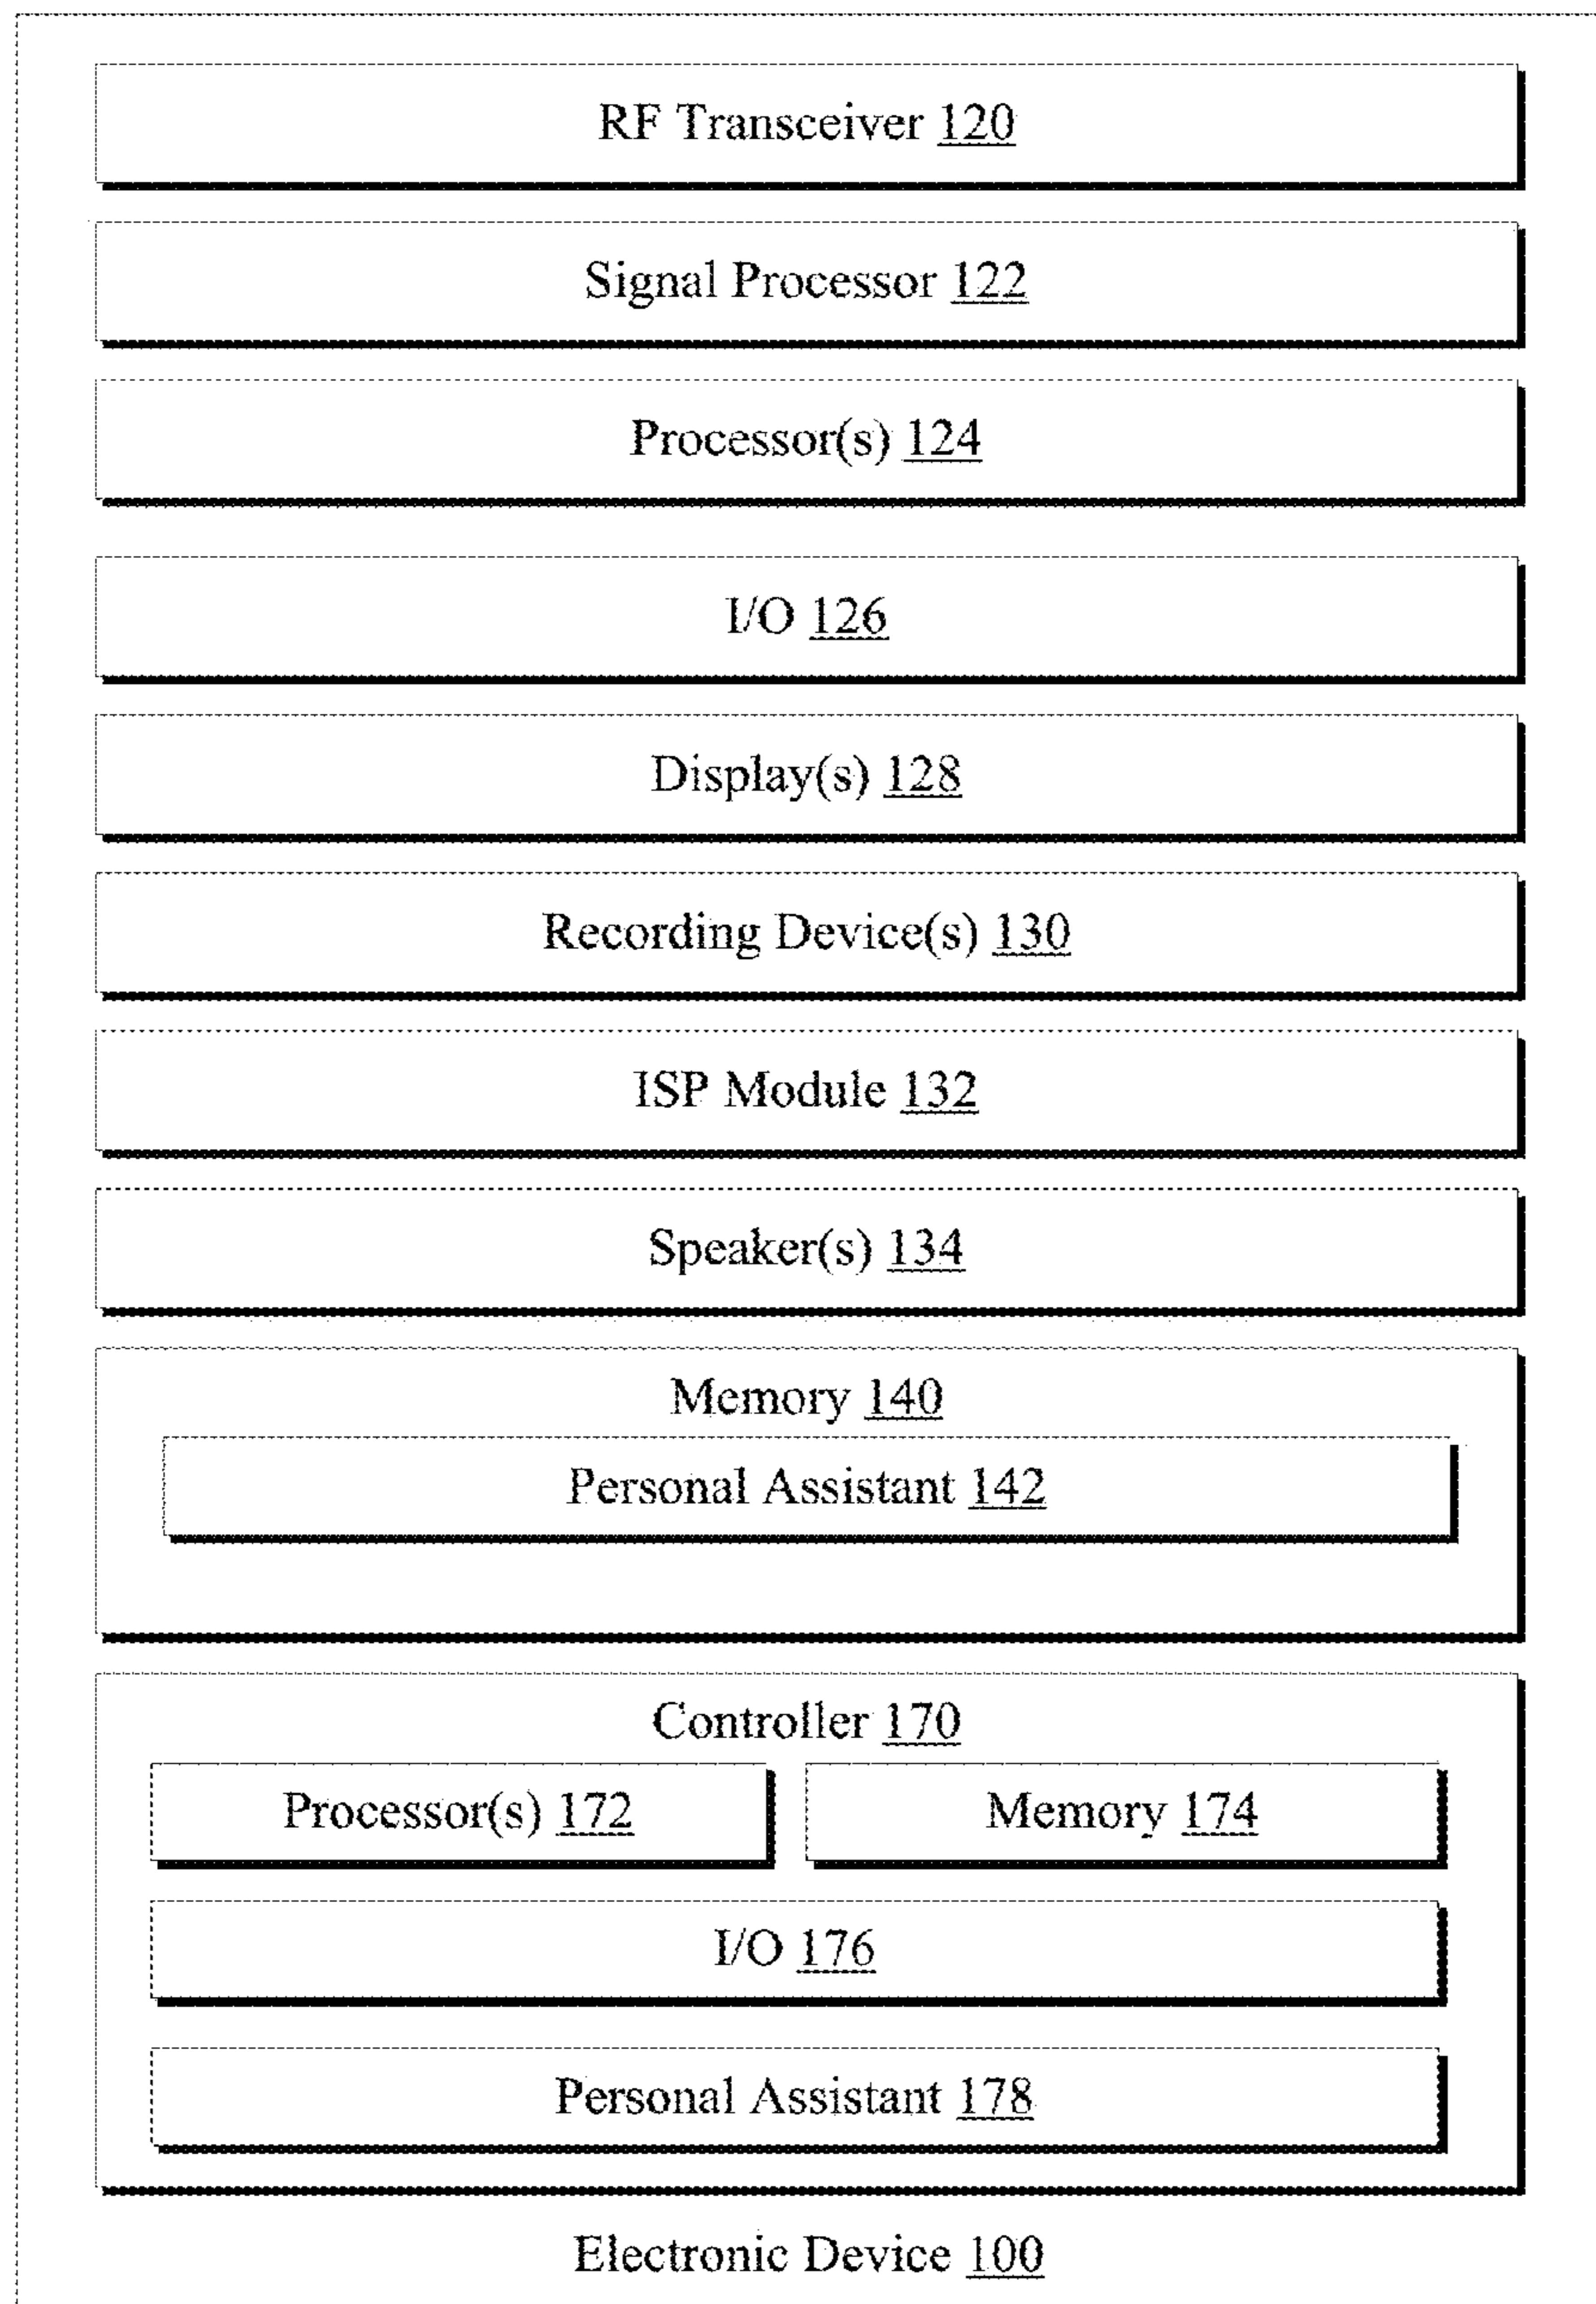 RF Transceiver 120
Signal Processor 122
Processor(s) 124
I/O 126
Display(s) 128
Recording Device(s) 130
ISP Module 132
Speaker(s) 134
Memory 140
Personal Assistant 142
Controller 170
Processor(s) 172
Memory 174
I/O 176
Personal Assistant 178
Electronic Device 100